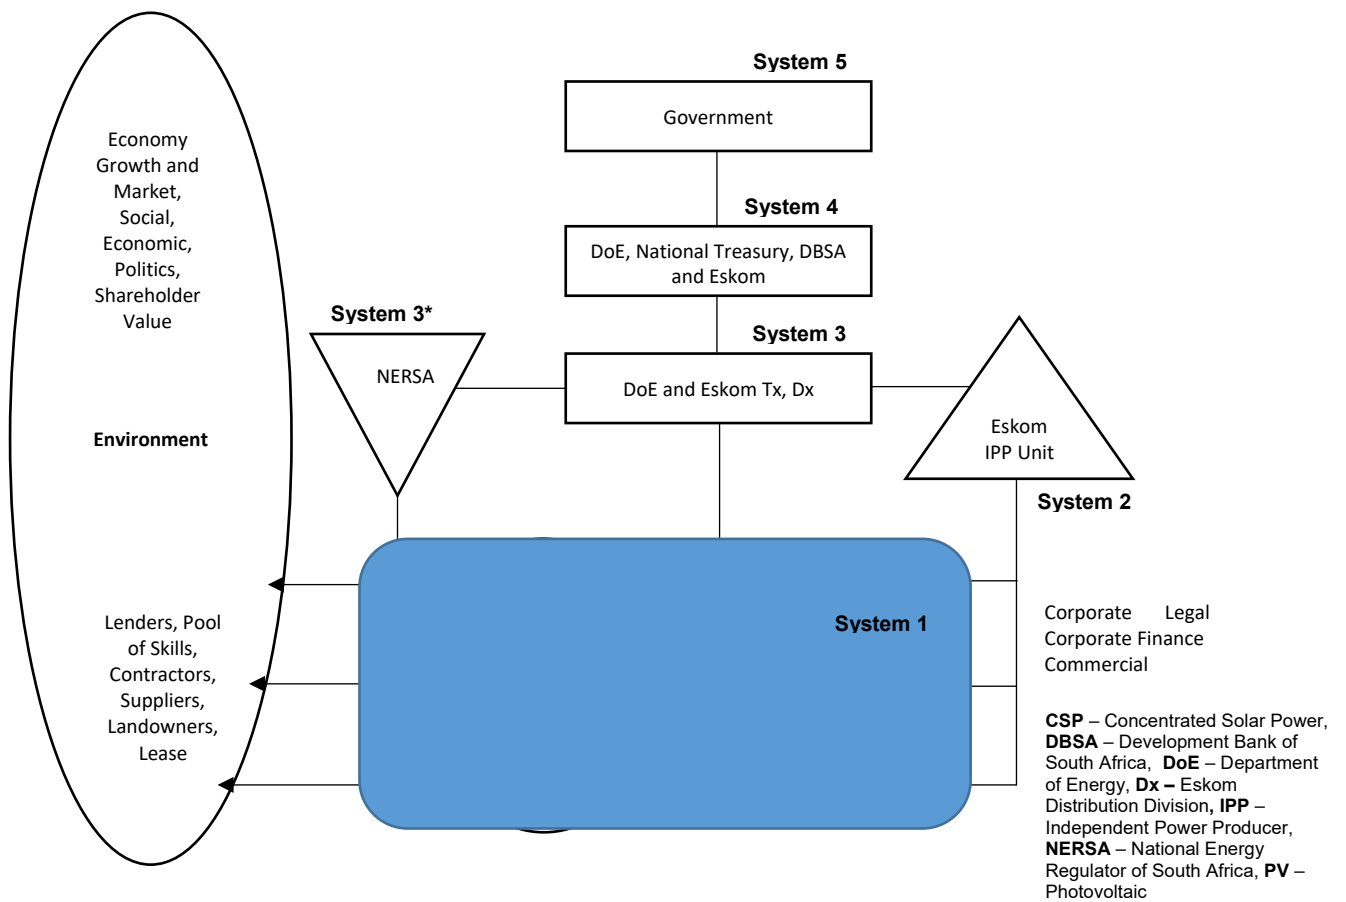 System 5
Government
System 4
DoE, National Treasury, DBSA
and Eskom
System 3
DoE and Eskom Tx, Dx
System 3*
NERSA
Eskom
IPP Unit
System 2
System 1
Economy
Growth and
Market,
Social,
Economic,
Politics,
Shareholder
Value
Environment
Lenders, Pool
of Skills,
Contractors,
Suppliers,
Landowners,
Lease
Corporate Legal
Corporate Finance
Commercial
CSP – Concentrated Solar Power,
DBSA – Development Bank of
South Africa, DoE – Department
of Energy, Dx – Eskom
Distribution Division, IPP –
Independent Power Producer,
NERSA – National Energy
Regulator of South Africa, PV –
Photovoltaic